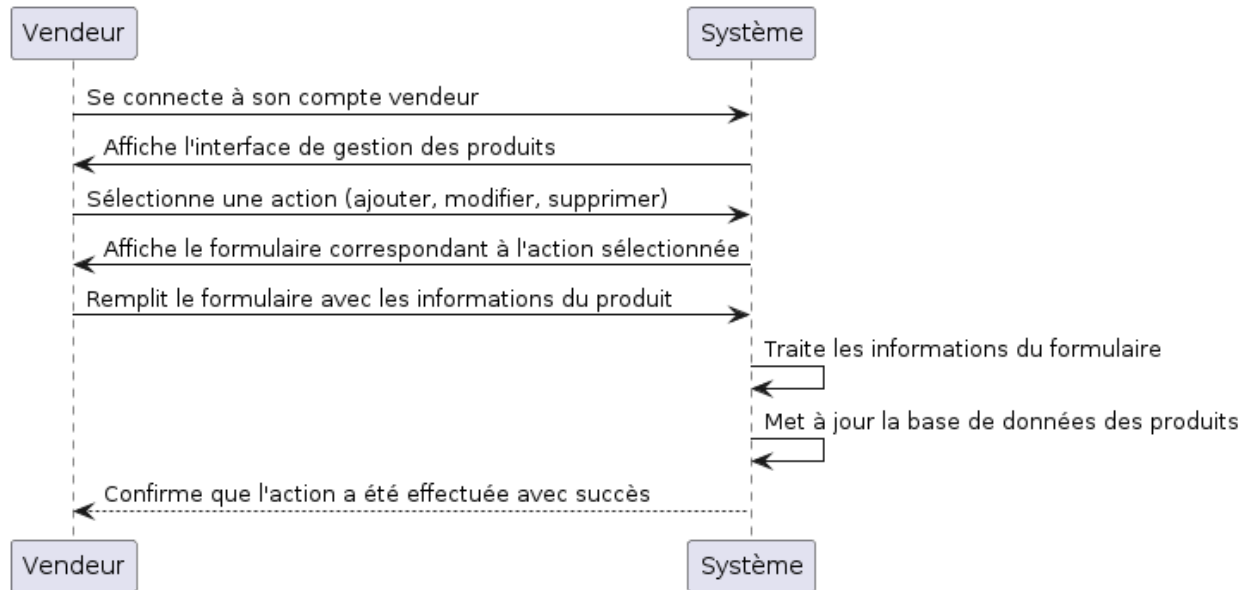 Vendeur Système
Se connecte à son compte vendeur
Affiche l'interface de gestion des produits
Sélectionne une action (ajouter, modifier, supprimer)
Affiche le formulaire correspondant à l'action sélectionnée
Remplit le formulaire avec les informations du produit
Traite les informations du formulaire
Met à jour la base de données des produits
Confirme que l'action a été effectuée avec succès
Vendeur Système